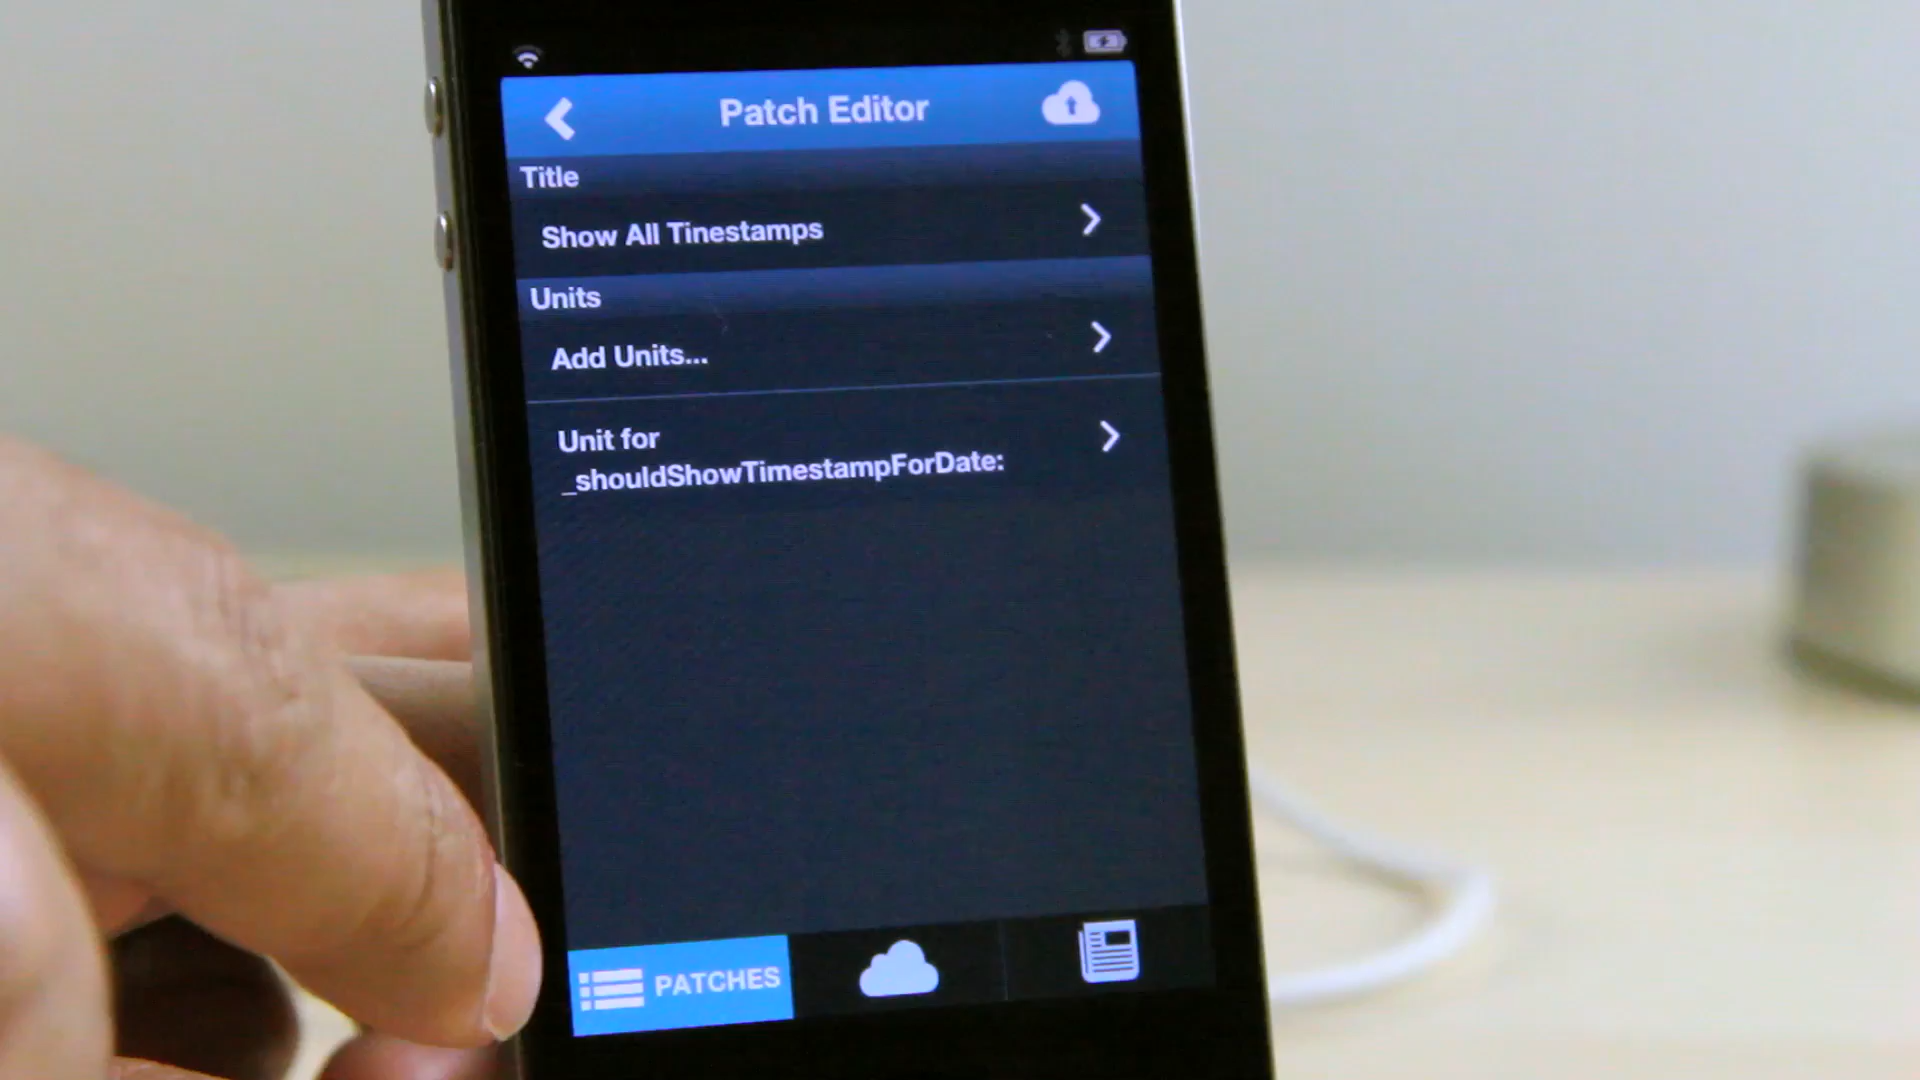 Patch Editor
Title
Show All Tinestamps
Units
Add Units...
Unit for
_shouldShowTimestampForDate:
PATCHES